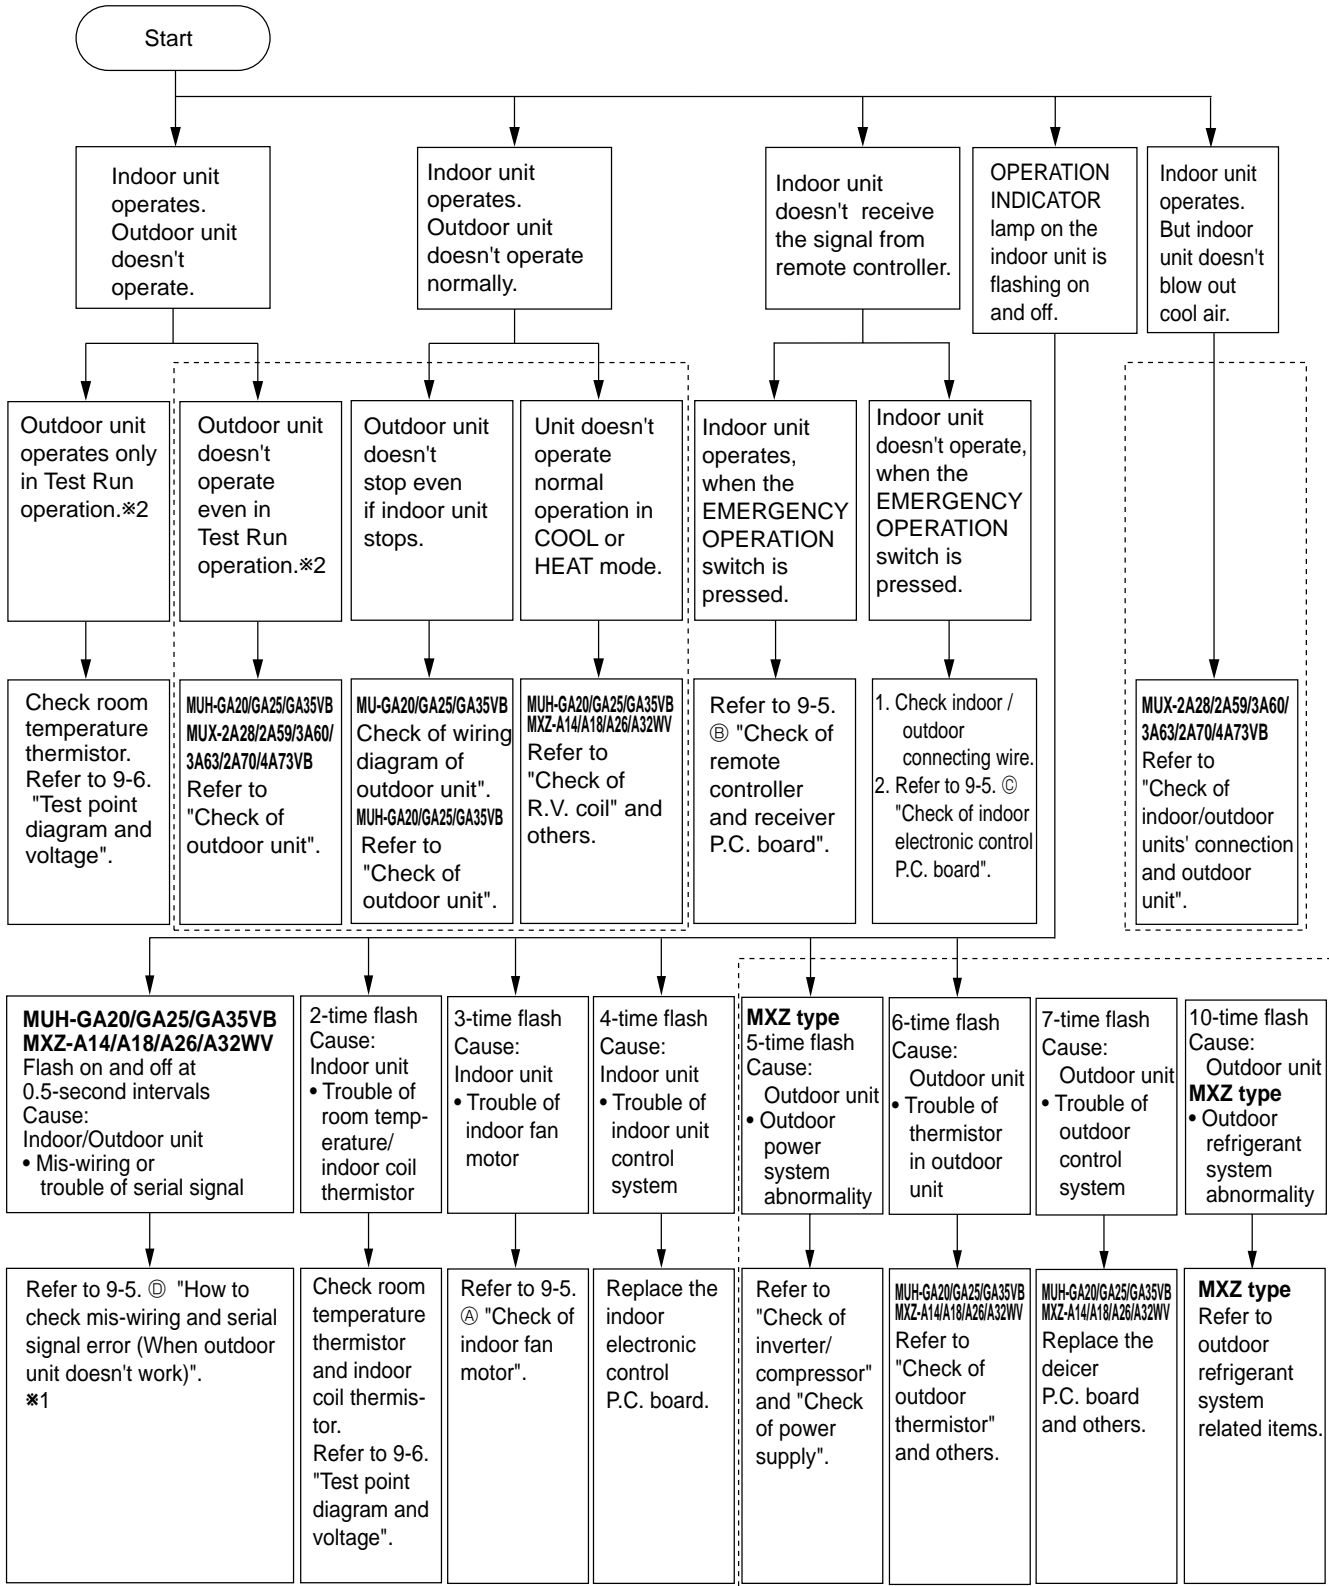 Start
Indoor unit
operates.
Outdoor unit
doesn't
operate.
Indoor unit
operates.
Outdoor unit
doesn't operate
normally.
Indoor unit
doesn't receive
the signal from
remote controller.
OPERATION
INDICATOR
lamp on the
indoor unit is
flashing on
and off.
Indoor unit
operates.
But indoor
unit doesn't
blow out
cool air.
Outdoor unit
operates only
in Test Run
operation.※2
Outdoor unit
doesn't
operate
even in
Test Run
operation.※2
Outdoor unit
doesn't
stop even
if indoor unit
stops.
Unit doesn't
operate
normal
operation in
COOL or
HEAT mode.
Indoor unit
operates,
when the
EMERGENCY
OPERATION
switch is
pressed.
Indoor unit
doesn't operate,
when the
EMERGENCY
OPERATION
switch is
pressed.
Check room
temperature
thermistor.
Refer to 9-6.
"Test point
diagram and
voltage".
MUH-GA20/GA25/GA35VB
MUX-2A28/2A59/3A60/
3A63/2A70/4A73VB
Refer to
"Check of
outdoor unit".
MU-GA20/GA25/GA35VB
Check of wiring
diagram of
outdoor unit".
MUH-GA20/GA25/GA35VB
Refer to
"Check of
outdoor unit".
MUH-GA20/GA25/GA35VB
MXZ-A14/A18/A26/A32WV
Refer to
"Check of
R.V. coil" and
others.
Refer to 9-5.
Ⓑ "Check of
remote
controller
and receiver
P.C. board".
1. Check indoor /
outdoor
connecting wire.
2. Refer to 9-5. Ⓒ
"Check of indoor
electronic control
P.C. board".
MUX-2A28/2A59/3A60/
3A63/2A70/4A73VB
Refer to
"Check of
indoor/outdoor
units' connection
and outdoor
unit".
MUH-GA20/GA25/GA35VB
MXZ-A14/A18/A26/A32WV
Flash on and off at
0.5-second intervals
Cause:
Indoor/Outdoor unit
• Mis-wiring or
trouble of serial signal
2-time flash
Cause:
Indoor unit
• Trouble of
room temp-
erature/
indoor coil
thermistor
3-time flash
Cause:
Indoor unit
• Trouble of
indoor fan
motor
4-time flash
Cause:
Indoor unit
• Trouble of
indoor unit
control
system
MXZ type
5-time flash
Cause:
Outdoor unit
• Outdoor
power
system
abnormality
6-time flash
Cause:
Outdoor unit
• Trouble of
thermistor
in outdoor
unit
7-time flash
Cause:
Outdoor unit
• Trouble of
outdoor
control
system
10-time flash
Cause:
Outdoor unit
MXZ type
• Outdoor
refrigerant
system
abnormality
Refer to 9-5. Ⓓ "How to
check mis-wiring and serial
signal error (When outdoor
unit doesn't work)".
※1
Check room
temperature
thermistor
and indoor
coil thermis-
tor.
Refer to 9-6.
"Test point
diagram and
voltage".
Refer to 9-5.
Ⓐ "Check of
indoor fan
motor".
Replace the
indoor
electronic
control
P.C. board.
Refer to
"Check of
inverter/
compressor"
and "Check
of power
supply".
MUH-GA20/GA25/GA35VB
MXZ-A14/A18/A26/A32WV
Refer to
"Check of
outdoor
thermistor"
and others.
MUH-GA20/GA25/GA35VB
MXZ-A14/A18/A26/A32WV
Replace the
deicer
P.C. board
and others.
MXZ type
Refer to
outdoor
refrigerant
system
related items.